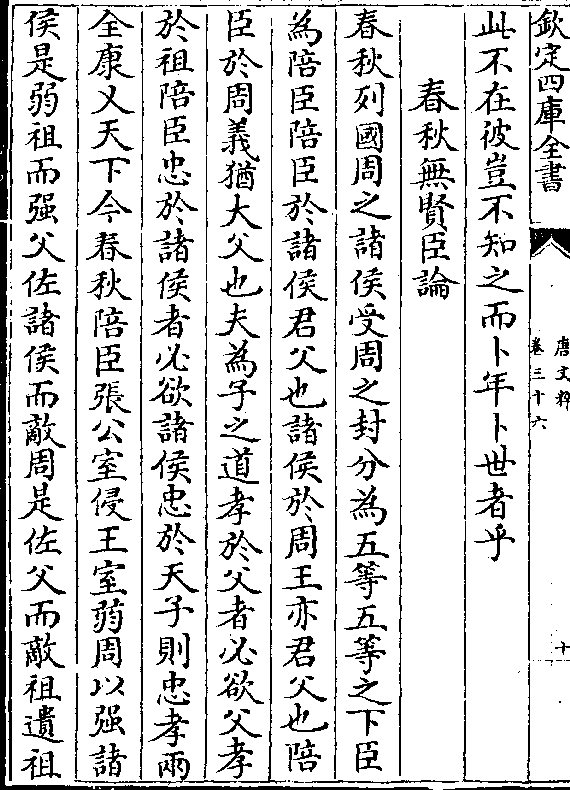 欽定四庫全書
唐文粹
卷三十六
十
此不在彼豈不知之而卜年卜世者乎
春秋無賢臣論
春秋列國周之諸侯受周之封分為五等五等之下臣
為陪臣陪臣於諸侯君父也諸侯於周王亦君父也陪
臣於周義猶大父也夫為子之道孝於父者必欲父孝
於祖陪臣忠於諸侯者必欲諸侯忠於天子則忠孝兩
全康乂天下今春秋陪臣張公室侵王室弱周以强諸
侯是弱祖而强父佐諸侯而敵周是佐父而敵祖遺祖